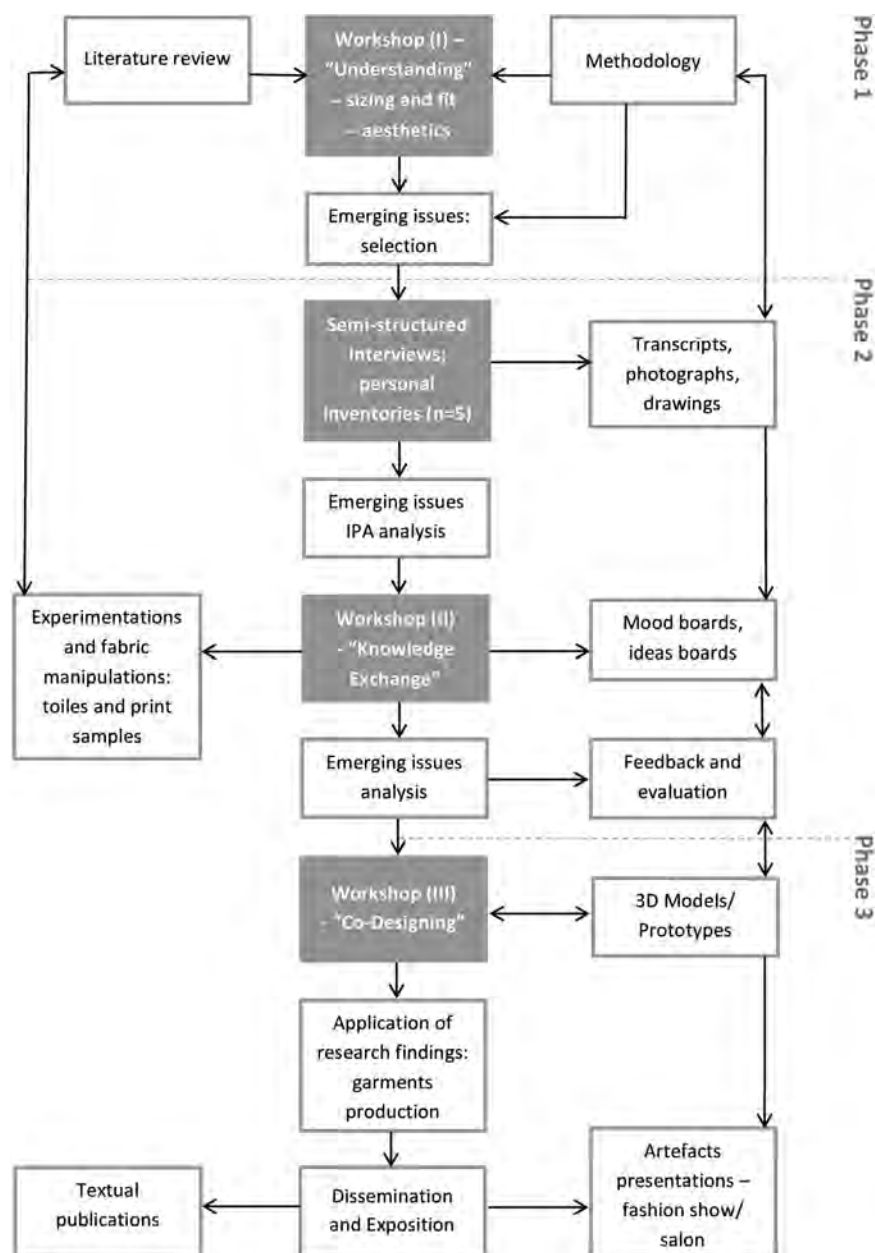 Phase 1
Literature review
Workshop (I) –
"Understanding"
– sizing and fit
– aesthetics
Methodology
Emerging issues:
selection
Phase 2
Semi-structured
Interviews;
personal
Inventories (n=5)
Transcripts,
photographs,
drawings
Emerging issues
IPA analysis
Experimentations
and fabric
manipulations:
toiles and print
samples
Workshop (II)
- "Knowledge
Exchange"
Mood boards,
ideas boards
Emerging issues
analysis
Feedback and
evaluation
Phase 3
Workshop (III)
- "Co-Designing"
3D Models/
Prototypes
Application of
research findings:
garments
production
Textual
publications
Dissemination
and Exposition
Artefacts
presentations –
fashion show/
salon